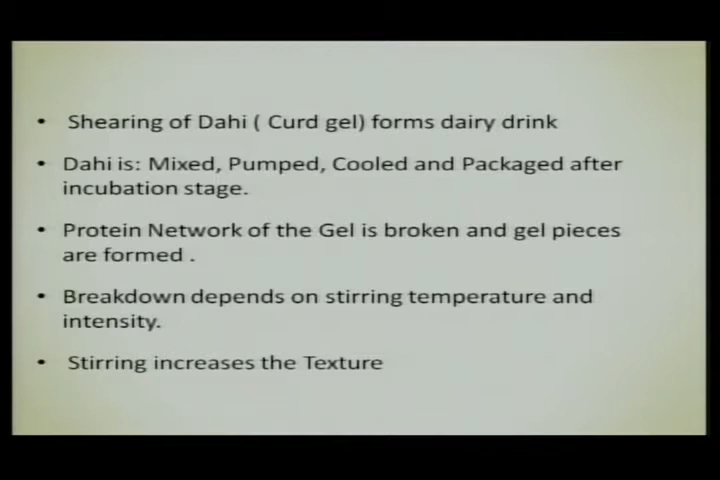 • Shearing of Dahi ( Curd gel) forms dairy drink
• Dahi is: Mixed, Pumped, Cooled and Packaged after
incubation stage.
• Protein Network of the Gel is broken and gel pieces
are formed .
• Breakdown depends on stirring temperature and
intensity.
• Stirring increases the Texture